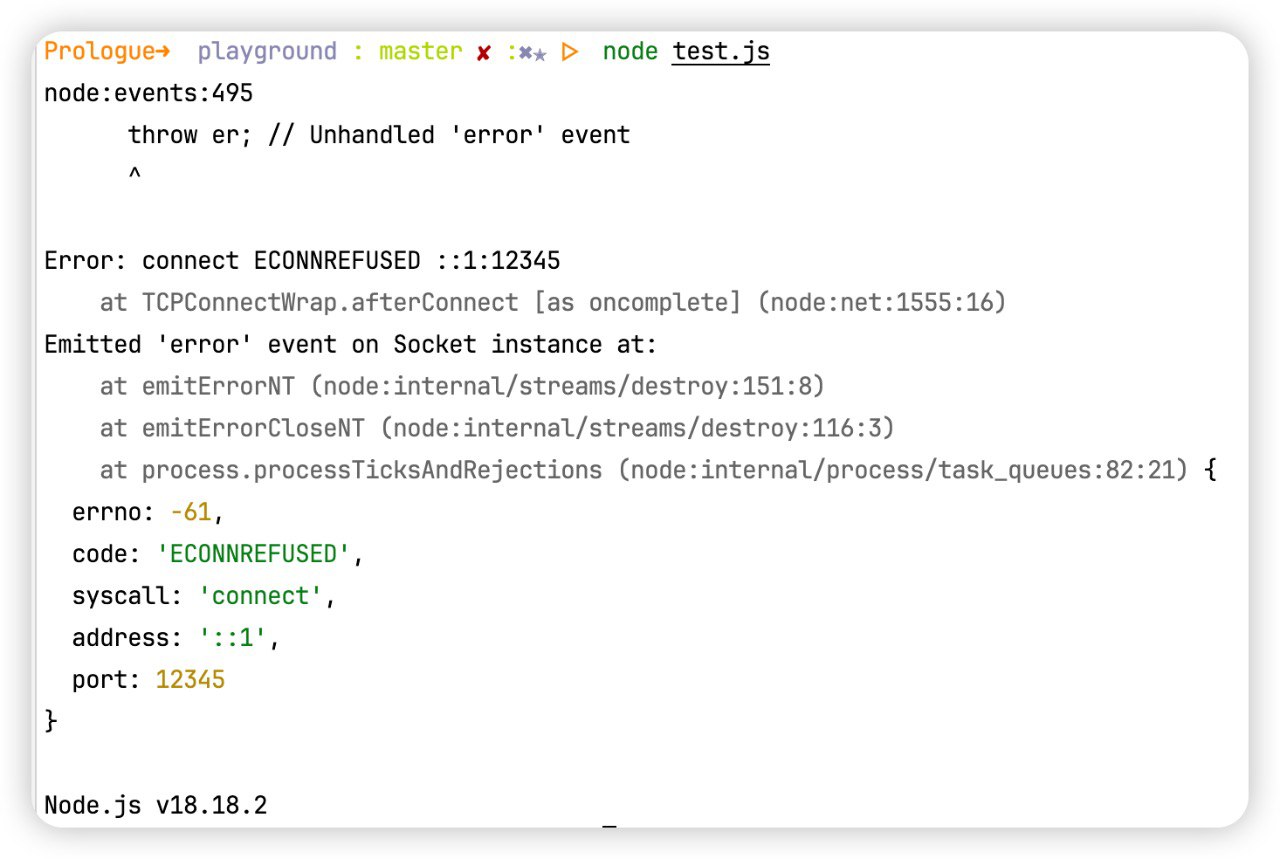 Prologue➜ playground : master ✘ :✖★ ▷ node test.js
node:events:495
      throw er; // Unhandled 'error' event
      ^

Error: connect ECONNREFUSED ::1:12345
    at TCPConnectWrap.afterConnect [as oncomplete] (node:net:1555:16)
Emitted 'error' event on Socket instance at:
    at emitErrorNT (node:internal/streams/destroy:151:8)
    at emitErrorCloseNT (node:internal/streams/destroy:116:3)
    at process.processTicksAndRejections (node:internal/process/task_queues:82:21) {
  errno: -61,
  code: 'ECONNREFUSED',
  syscall: 'connect',
  address: '::1',
  port: 12345
}

Node.js v18.18.2